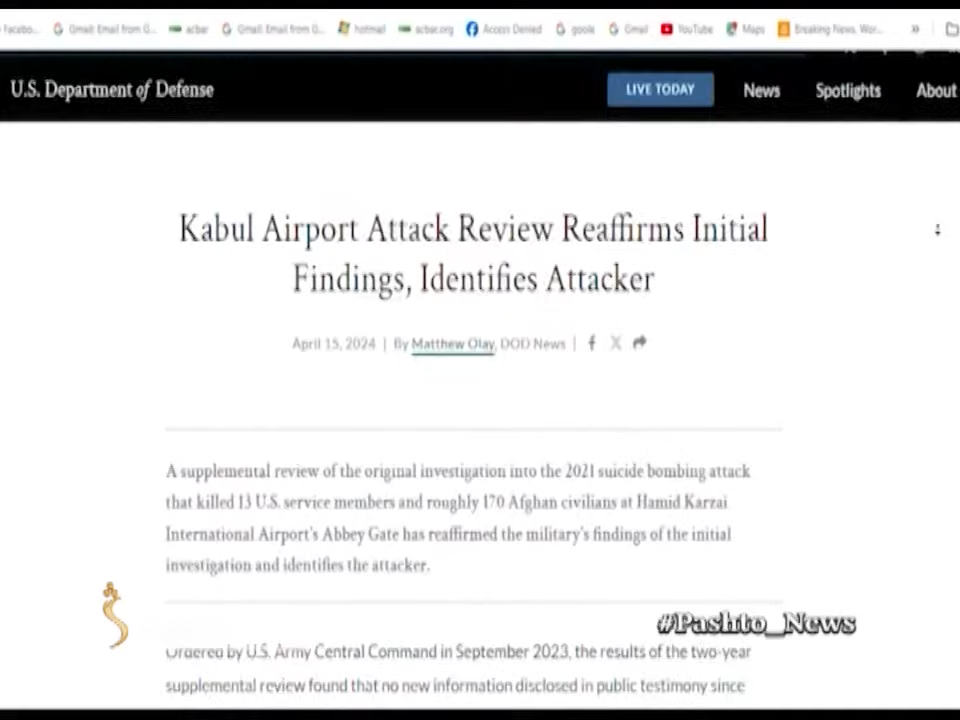 Gmail: Email from G...
acbar
Gmail: Email from G...
hotmail
acbar.org
Access Denied
goole
Gmail
YouTube
Maps
Breaking News, Wor...
»
U.S. Department of Defense
LIVE TODAY
News
Spotlights
About
Kabul Airport Attack Review Reaffirms Initial
Findings, Identifies Attacker
April 15, 2024 | By Matthew Olay, DOD News |
A supplemental review of the original investigation into the 2021 suicide bombing attack
that killed 13 U.S. service members and roughly 170 Afghan civilians at Hamid Karzai
International Airport's Abbey Gate has reaffirmed the military's findings of the initial
investigation and identifies the attacker.
#Pashto_News
Ordered by U.S. Army Central Command in September 2023, the results of the two-year
supplemental review found that no new information disclosed in public testimony since